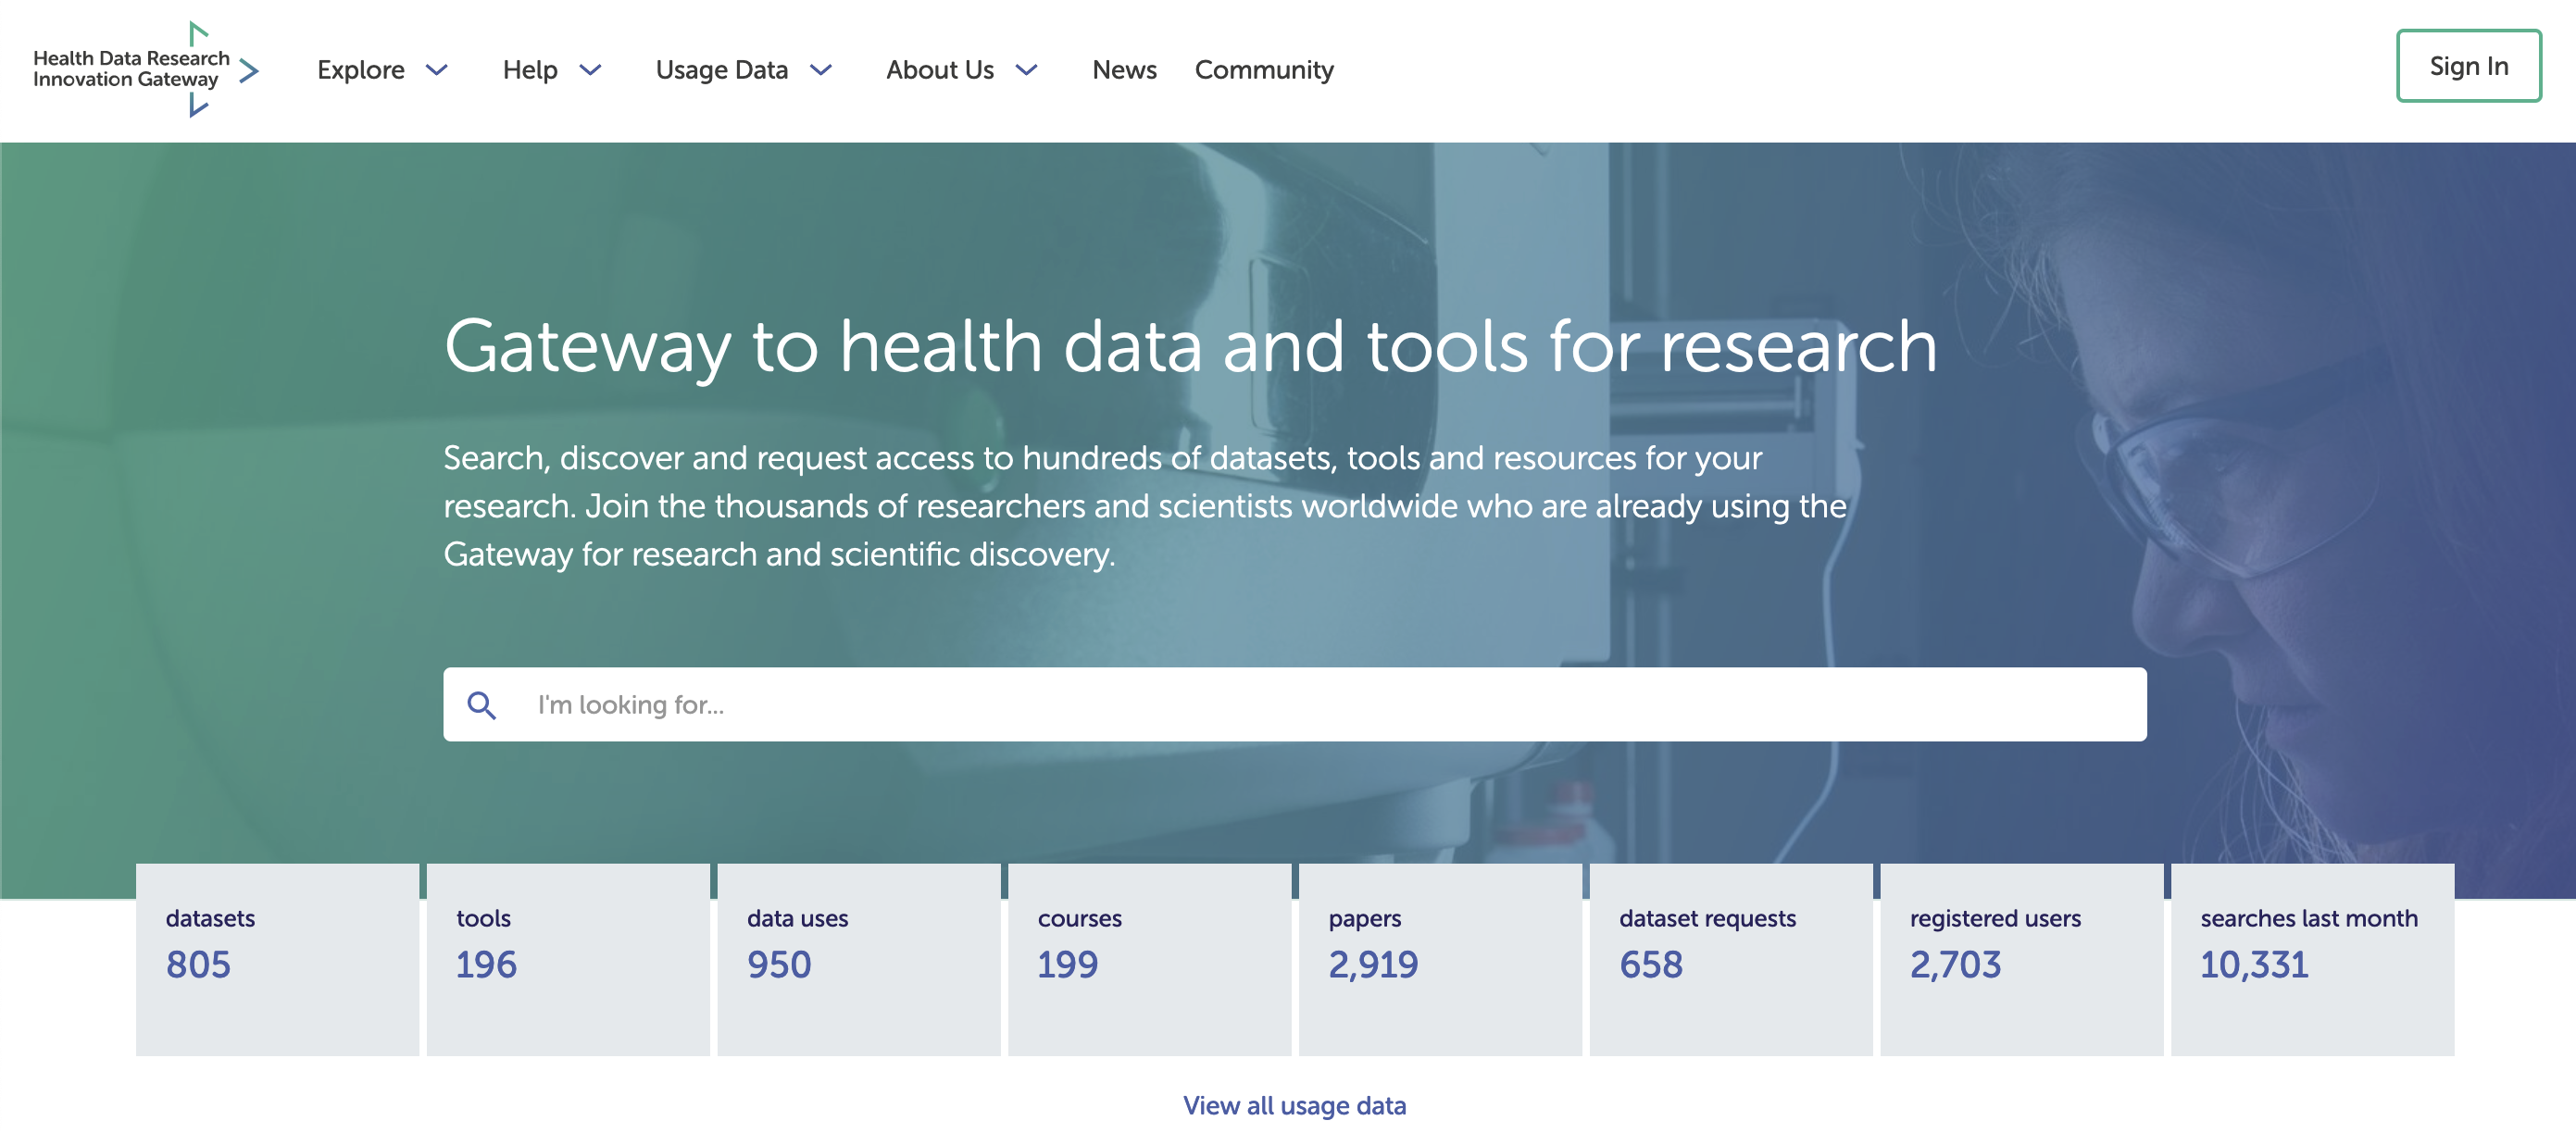 Health Data Research
Innovation Gateway
Explore
Help
Usage Data
About Us
News
Community
Sign In
Gateway to health data and tools for research
Search, discover and request access to hundreds of datasets, tools and resources for your
research. Join the thousands of researchers and scientists worldwide who are already using the
Gateway for research and scientific discovery.
I'm looking for...
datasets
805
tools
196
data uses
950
courses
199
papers
2,919
dataset requests
658
registered users
2,703
searches last month
10,331
View all usage data